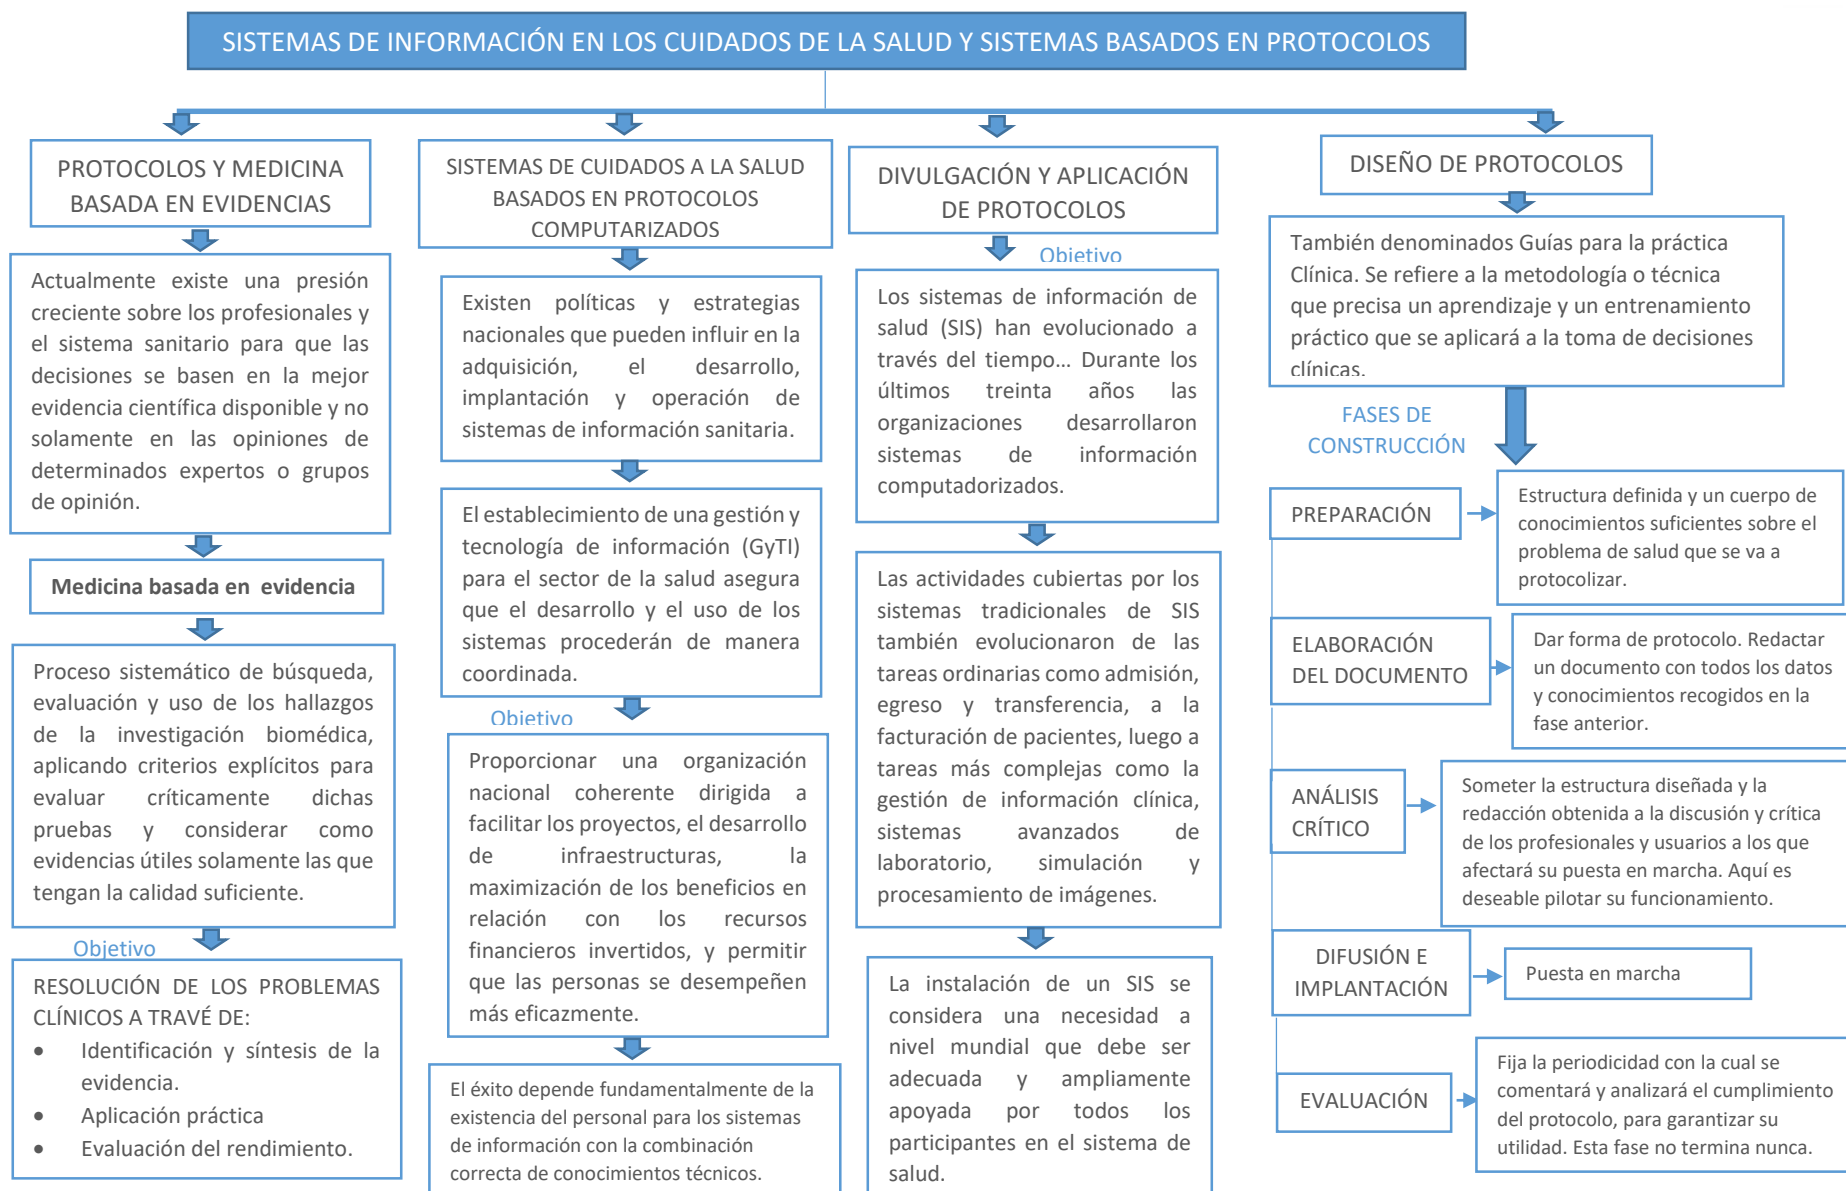 SISTEMAS DE INFORMACIÓN EN LOS CUIDADOS DE LA SALUD Y SISTEMAS BASADOS EN PROTOCOLOS
PROTOCOLOS Y MEDICINA
BASADA EN EVIDENCIAS
Actualmente existe una presión
creciente sobre los profesionales y
el sistema sanitario para que las
decisiones se basen en la mejor
evidencia científica disponible y no
solamente en las opiniones de
determinados expertos o grupos
de opinión.
Medicina basada en evidencia
Proceso sistemático de búsqueda,
evaluación y uso de los hallazgos
de la investigación biomédica,
aplicando criterios explícitos para
evaluar críticamente dichas
pruebas y considerar como
evidencias útiles solamente las que
tengan la calidad suficiente.
Objetivo
RESOLUCIÓN DE LOS PROBLEMAS
CLÍNICOS A TRAVÉ DE:
• Identificación y síntesis de la
evidencia.
• Aplicación práctica
• Evaluación del rendimiento.
SISTEMAS DE CUIDADOS A LA SALUD
BASADOS EN PROTOCOLOS
COMPUTARIZADOS
Existen políticas y estrategias
nacionales que pueden influir en la
adquisición, el desarrollo,
implantación y operación de
sistemas de información sanitaria.
El establecimiento de una gestión y
tecnología de información (GyTI)
para el sector de la salud asegura
que el desarrollo y el uso de los
sistemas procederán de manera
coordinada.
Objetivo
Proporcionar una organización
nacional coherente dirigida a
facilitar los proyectos, el desarrollo
de infraestructuras, la
maximización de los beneficios en
relación con los recursos
financieros invertidos, y permitir
que las personas se desempeñen
más eficazmente.
El éxito depende fundamentalmente de la
existencia del personal para los sistemas
de información con la combinación
correcta de conocimientos técnicos.
DIVULGACIÓN Y APLICACIÓN
DE PROTOCOLOS
Objetivo
Los sistemas de información de
salud (SIS) han evolucionado a
través del tiempo… Durante los
últimos treinta años las
organizaciones desarrollaron
sistemas de información
computadorizados.
Las actividades cubiertas por los
sistemas tradicionales de SIS
también evolucionaron de las
tareas ordinarias como admisión,
egreso y transferencia, a la
facturación de pacientes, luego a
tareas más complejas como la
gestión de información clínica,
sistemas avanzados de
laboratorio, simulación y
procesamiento de imágenes.
La instalación de un SIS se
considera una necesidad a
nivel mundial que debe ser
adecuada y ampliamente
apoyada por todos los
participantes en el sistema de
salud.
DISEÑO DE PROTOCOLOS
También denominados Guías para la práctica
Clínica. Se refiere a la metodología o técnica
que precisa un aprendizaje y un entrenamiento
práctico que se aplicará a la toma de decisiones
clínicas.
FASES DE
CONSTRUCCIÓN
PREPARACIÓN
Estructura definida y un cuerpo de
conocimientos suficientes sobre el
problema de salud que se va a
protocolizar.
ELABORACIÓN
DEL DOCUMENTO
Dar forma de protocolo. Redactar
un documento con todos los datos
y conocimientos recogidos en la
fase anterior.
ANÁLISIS
CRÍTICO
Someter la estructura diseñada y la
redacción obtenida a la discusión y crítica
de los profesionales y usuarios a los que
afectará su puesta en marcha. Aquí es
deseable pilotar su funcionamiento.
DIFUSIÓN E
IMPLANTACIÓN
Puesta en marcha
EVALUACIÓN
Fija la periodicidad con la cual se
comentará y analizará el cumplimiento
del protocolo, para garantizar su
utilidad. Esta fase no termina nunca.